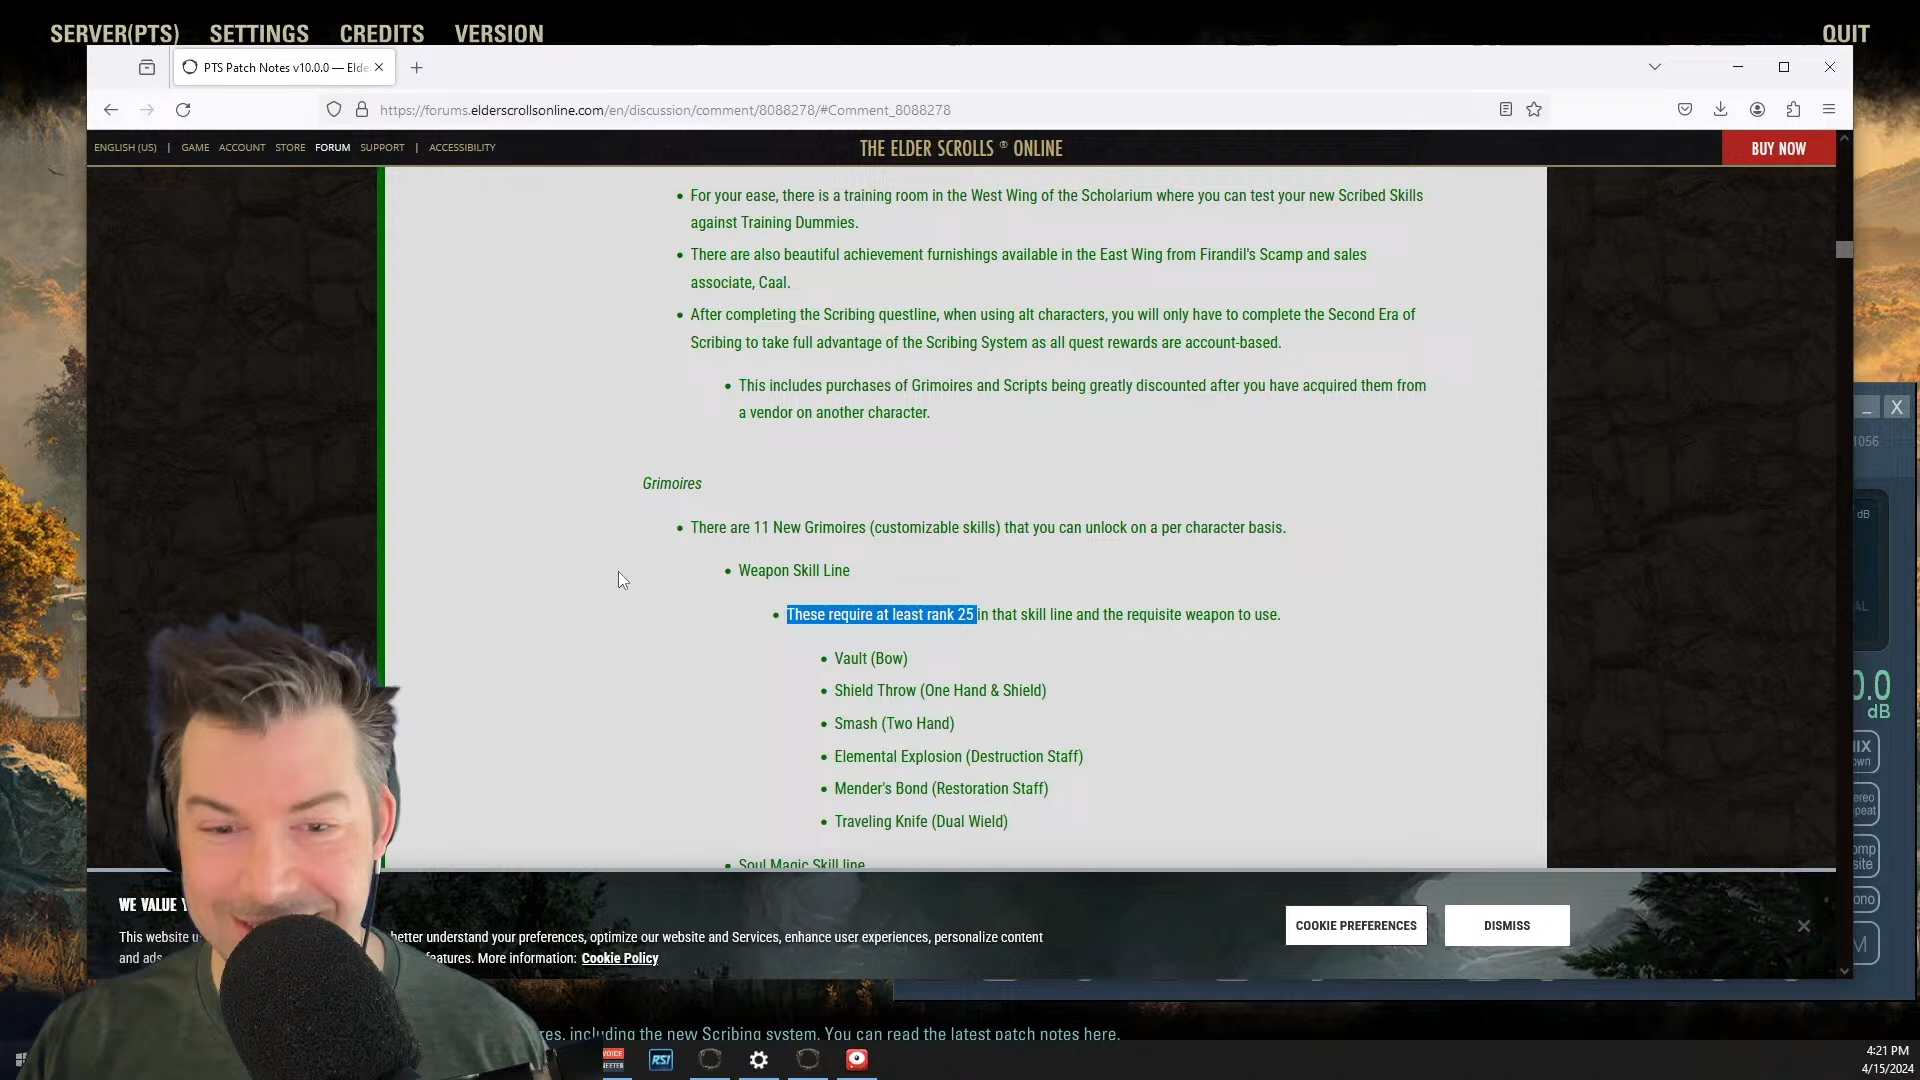 SERVER(PTS) SETTINGS CREDITS VERSION QUIT
PTS Patch Notes v10.0.0 — Elde
https://forums.elderscrollsonline.com/en/discussion/comment/8088278/#Comment_8088278
ENGLISH (US) | GAME ACCOUNT STORE FORUM SUPPORT | ACCESSIBILITY
THE ELDER SCROLLS ® ONLINE
BUY NOW
• For your ease, there is a training room in the West Wing of the Scholarium where you can test your new Scribed Skills
against Training Dummies.
• There are also beautiful achievement furnishings available in the East Wing from Firandil's Scamp and sales
associate, Caal.
• After completing the Scribing questline, when using alt characters, you will only have to complete the Second Era of
Scribing to take full advantage of the Scribing System as all quest rewards are account-based.
• This includes purchases of Grimoires and Scripts being greatly discounted after you have acquired them from
a vendor on another character.
Grimoires
• There are 11 New Grimoires (customizable skills) that you can unlock on a per character basis.
• Weapon Skill Line
• These require at least rank 25 in that skill line and the requisite weapon to use.
• Vault (Bow)
• Shield Throw (One Hand & Shield)
• Smash (Two Hand)
• Elemental Explosion (Destruction Staff)
• Mender's Bond (Restoration Staff)
• Traveling Knife (Dual Wield)
• Soul Magic Skill line
X
1056
dB
0.0
dB
WE VALUE
This website
better understand your preferences, optimize our website and Services, enhance user experiences, personalize content
and ads
features. More information: Cookie Policy
COOKIE PREFERENCES
DISMISS
including the new Scribing system. You can read the latest patch notes here.
VOICE
MEETER
RSI
4:21 PM
4/15/2024